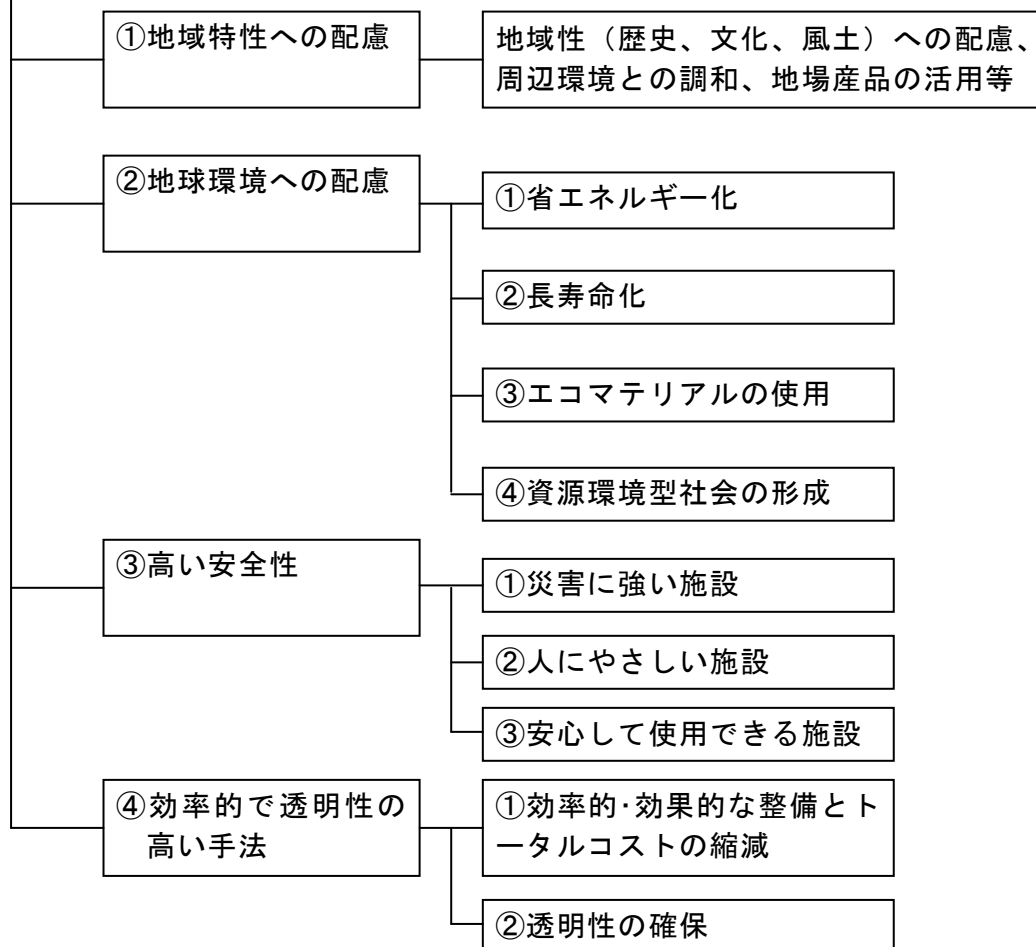 ①地域特性への配慮
地域性（歴史、文化、風土）への配慮、
周辺環境との調和、地場産品の活用等
②地球環境への配慮
①省エネルギー化
②長寿命化
③エコマテリアルの使用
④資源環境型社会の形成
③高い安全性
①災害に強い施設
②人にやさしい施設
③安心して使用できる施設
④効率的で透明性の
高い手法
①効率的･効果的な整備とト
ータルコストの縮減
②透明性の確保